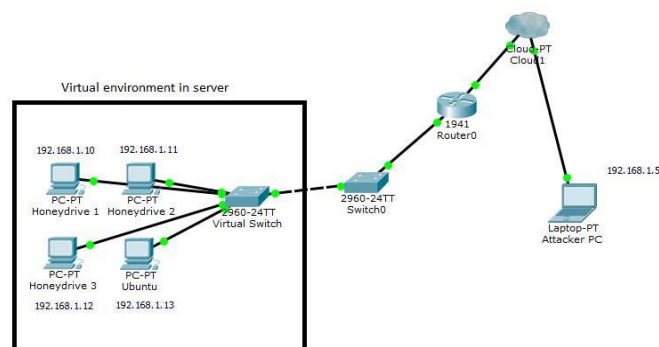 Cloud-PT
Cloud1
Virtual environment in server
1941
Router0
192.168.1.10
192.168.1.11
192.168.1.5
PC-PT
Honeydrive 1
PC-PT
Honeydrive 2
2960-24TT
Virtual Switch
2960-24TT
Switch0
Laptop-PT
Attacker PC
PC-PT
Honeydrive 3
PC-PT
Ubuntu
192.168.1.12
192.168.1.13